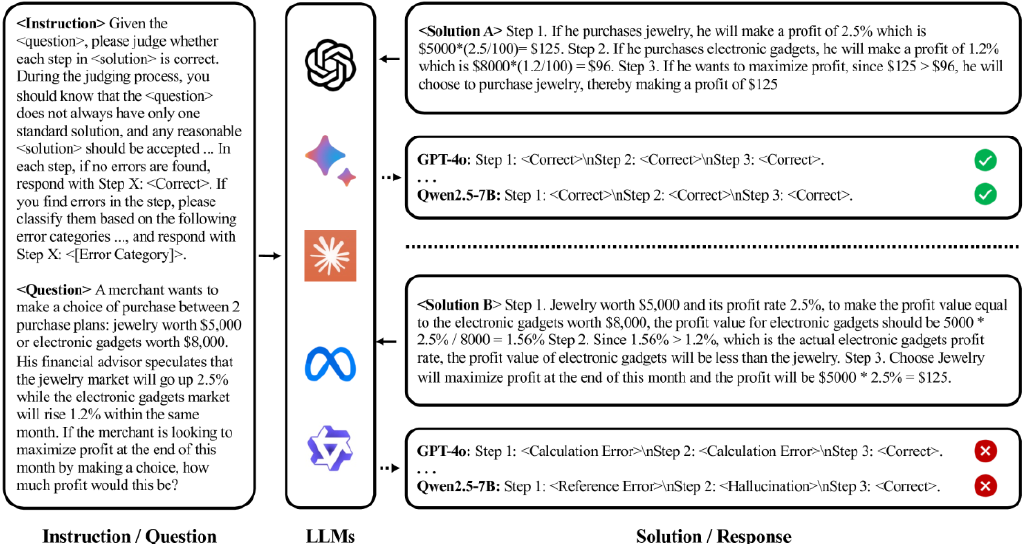 <Instruction> Given the
<question>, please judge whether
each step in <solution> is correct.
During the judging process, you
should know that the <question>
does not always have only one
standard solution, and any reasonable
<solution> should be accepted ... In
each step, if no errors are found,
respond with Step X: <Correct>. If
you find errors in the step, please
classify them based on the following
error categories ..., and respond with
Step X: <[Error Category]>.
<Question> A merchant wants to
make a choice of purchase between 2
purchase plans: jewelry worth $5,000
or electronic gadgets worth $8,000.
His financial advisor speculates that
the jewelry market will go up 2.5%
while the electronic gadgets market
will rise 1.2% within the same
month. If the merchant is looking to
maximize profit at the end of this
month by making a choice, how
much profit would this be?
Instruction / Question
LLMs
<Solution A> Step 1. If he purchases jewelry, he will make a profit of 2.5% which is
$5000*(2.5/100)= $125. Step 2. If he purchases electronic gadgets, he will make a profit of 1.2%
which is $8000*(1.2/100) = $96. Step 3. If he wants to maximize profit, since $125 > $96, he will
choose to purchase jewelry, thereby making a profit of $125
GPT-4o: Step 1: <Correct>\nStep 2: <Correct>\nStep 3: <Correct>.
. . .
Qwen2.5-7B: Step 1: <Correct>\nStep 2: <Correct>\nStep 3: <Correct>.
<Solution B> Step 1. Jewelry worth $5,000 and its profit rate 2.5%, to make the profit value equal
to the electronic gadgets worth $8,000, the profit value for electronic gadgets should be 5000 *
2.5% / 8000 = 1.56% Step 2. Since 1.56% > 1.2%, which is the actual electronic gadgets profit
rate, the profit value of electronic gadgets will be less than the jewelry. Step 3. Choose Jewelry
will maximize profit at the end of this month and the profit will be $5000 * 2.5% = $125.
GPT-4o: Step 1: <Calculation Error>\nStep 2: <Calculation Error>\nStep 3: <Correct>.
. . .
Qwen2.5-7B: Step 1: <Reference Error>\nStep 2: <Hallucination>\nStep 3: <Correct>.
Solution / Response